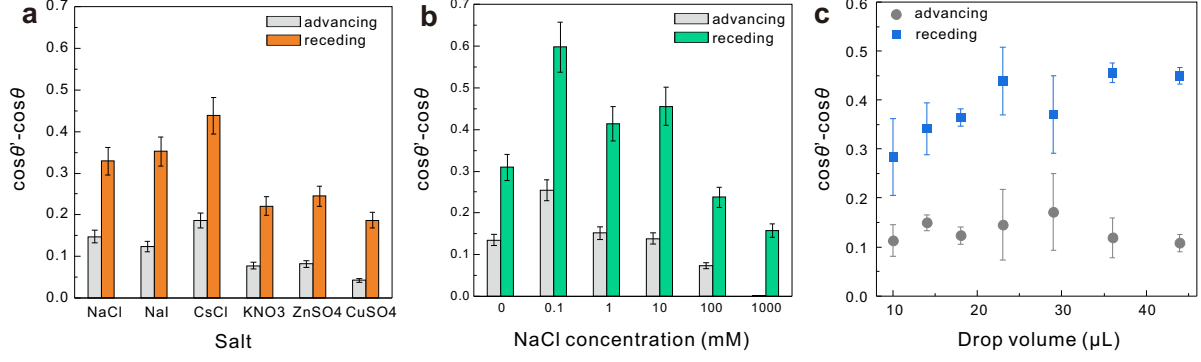 a
0.7
0.6
0.5
0.4
0.3
0.2
0.1
0.0
cosθ'-cosθ
advancing
receding
NaCl NaI CsCl KNO3 ZnSO4 CuSO4
Salt
b
0.7
0.6
0.5
0.4
0.3
0.2
0.1
0.0
cosθ'-cosθ
advancing
receding
0 0.1 1 10 100 1000
NaCl concentration (mM)
c
0.6
0.5
0.4
0.3
0.2
0.1
0.0
cosθ'-cosθ
advancing
receding
10 20 30 40
Drop volume (µL)